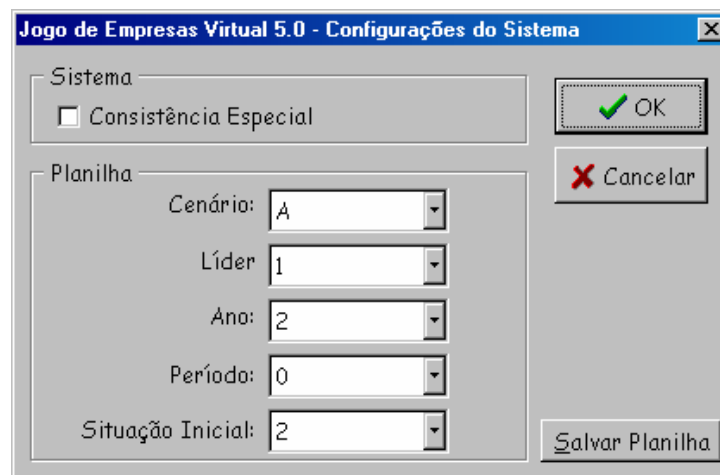 Jogo de Empresas Virtual 5.0 - Configurações do Sistema
Sistema
Consistência Especial
OK
Cancelar
Planilha
Cenário: A
Líder 1
Ano: 2
Período: 0
Situação Inicial: 2
Salvar Planilha